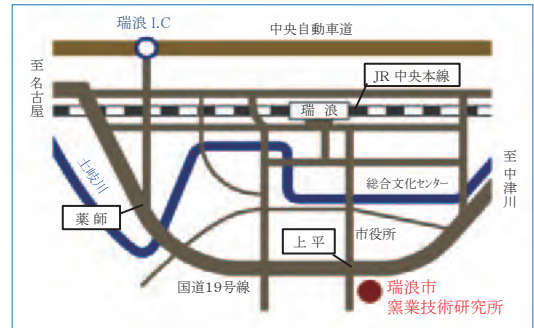 瑞浪 I.C
中央自動車道
至 名古屋
JR 中央本線
瑞 浪
土岐川
至 中津川
総合文化センター
薬 師
市役所
上 平
国道19号線
瑞浪市
窯業技術研究所